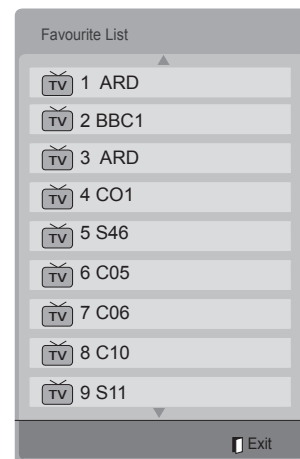 Favourite List
TV 1 ARD
TV 2 BBC1
TV 3 ARD
TV 4 CO1
TV 5 S46
TV 6 C05
TV 7 C06
TV 8 C10
TV 9 S11
Exit